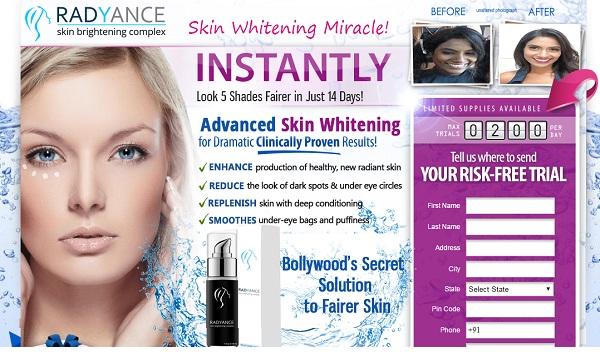 RADYANCE
skin brightening complex
Skin Whitening Miracle!
INSTANTLY
Look 5 Shades Fairer in Just 14 Days!
Advanced Skin Whitening
for Dramatic Clinically Proven Results!
✓ ENHANCE production of healthy, new radiant skin
✓ REDUCE the look of dark spots & under eye circles
✓ REPLENISH skin with deep conditioning
✓ SMOOTHES under-eye bags and puffiness
Bollywood's Secret
Solution
to Fairer Skin
RADYANCE
RADYANCE
BEFORE
unaltered photograph
AFTER
LIMITED SUPPLIES AVAILABLE
MAX TRIALS 0200 PER DAY
Tell us where to send
YOUR RISK-FREE TRIAL
First Name
Last Name
Address
City
State Select State
Pin Code
Phone +91